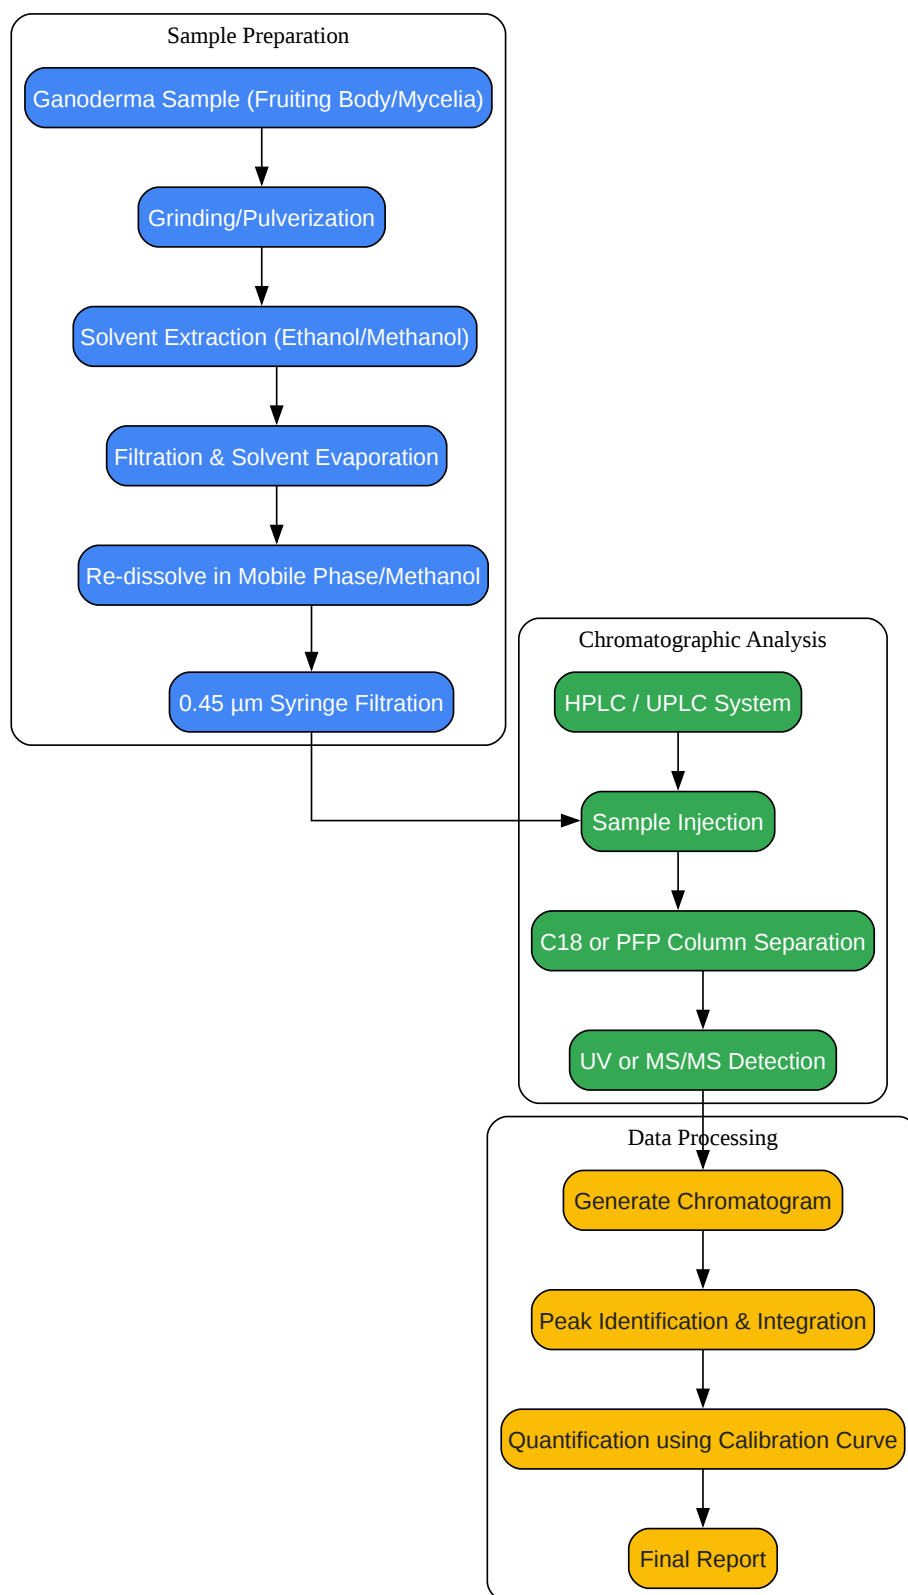 Sample Preparation
Ganoderma Sample (Fruiting Body/Mycelia)
Grinding/Pulverization
Solvent Extraction (Ethanol/Methanol)
Filtration & Solvent Evaporation
Re-dissolve in Mobile Phase/Methanol
0.45 µm Syringe Filtration
Chromatographic Analysis
HPLC / UPLC System
Sample Injection
C18 or PFP Column Separation
UV or MS/MS Detection
Data Processing
Generate Chromatogram
Peak Identification & Integration
Quantification using Calibration Curve
Final Report